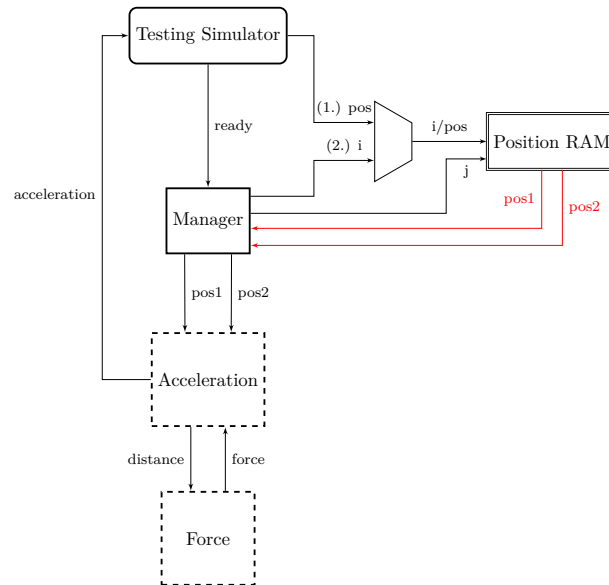 Testing Simulator
(1.) pos
ready
(2.) i
i/pos
Position RAM
j
acceleration
Manager
pos1
pos2
pos1
pos2
Acceleration
distance
force
Force